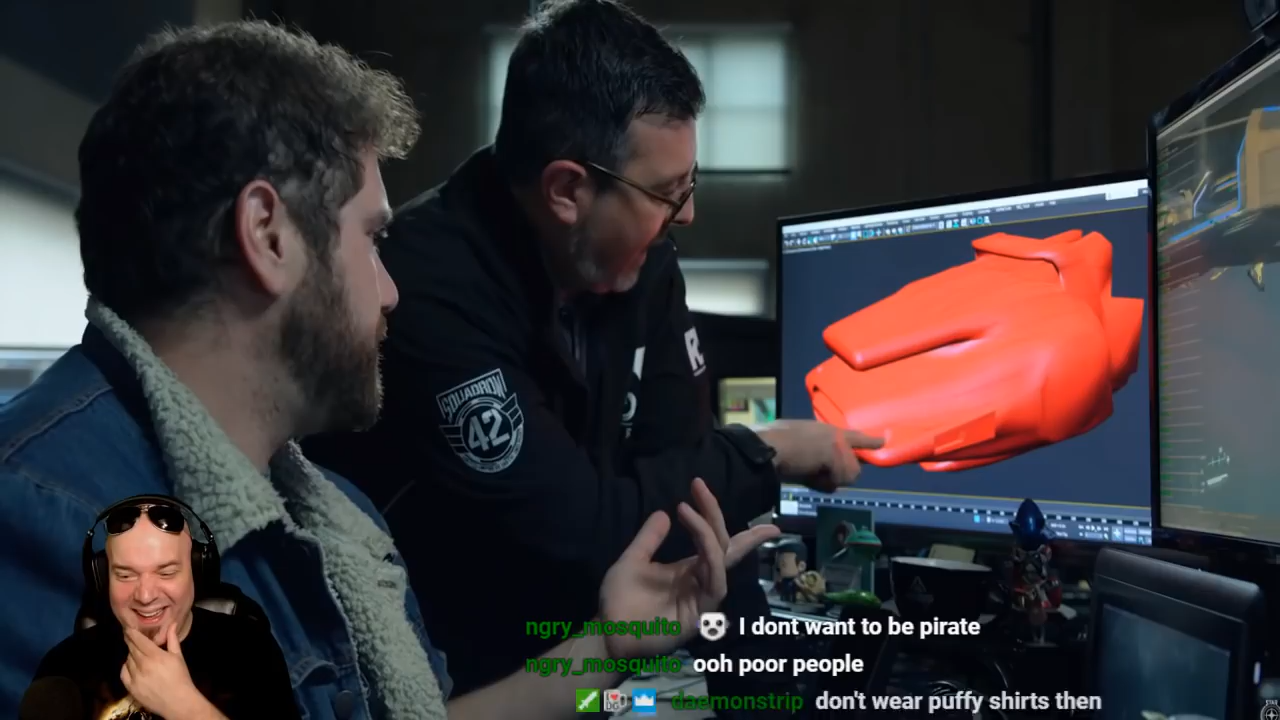 SQUADRON
42
R
ngry_mosquito I dont want to be pirate
ngry_mosquito ooh poor people
daemonstrip don't wear puffy shirts then